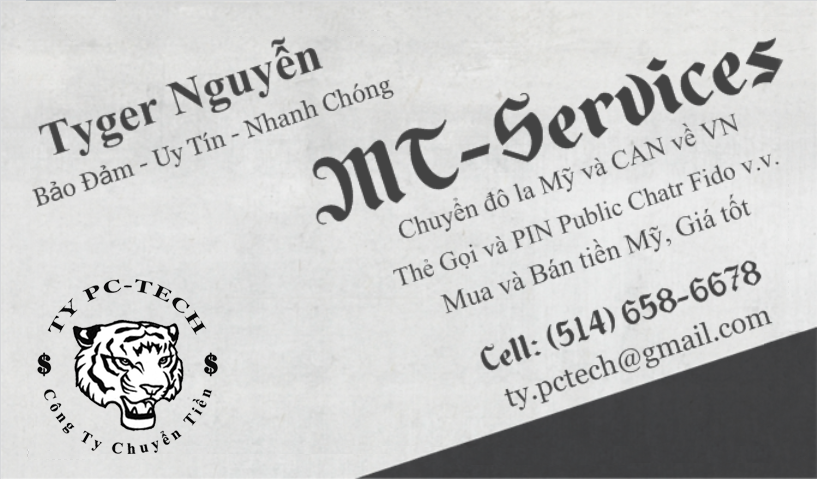 Tyger Nguyễn
Bảo Đảm - Uy Tín - Nhanh Chóng
MT-Services
Chuyển đô la Mỹ và CAN về VN
Thẻ Gọi và PIN Public Chatr Fido v.v.
Mua và Bán tiền Mỹ, Giá tốt
Cell: (514) 658-6678
ty.pctech@gmail.com
TY PC-TECH
$ $
Công Ty Chuyển Tiền